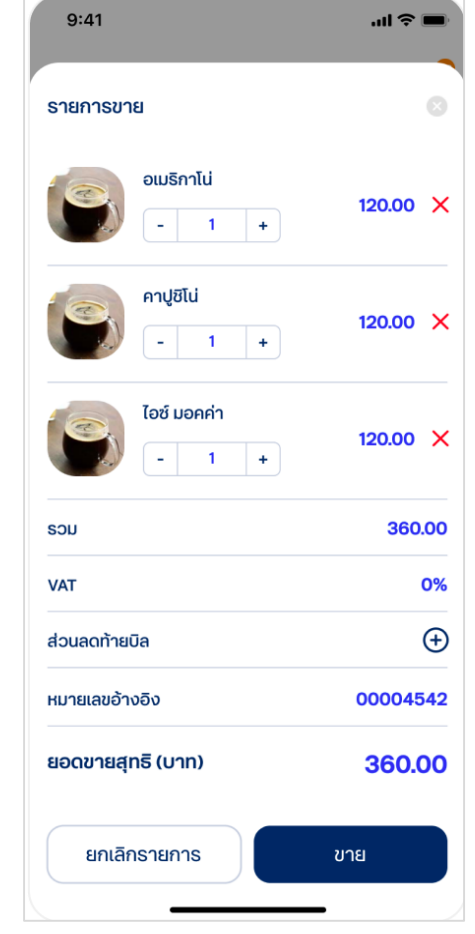 9:41
รายการขาย
อเมริกาโน่
- 1 +
120.00
คาปูชิโน่
- 1 +
120.00
ไอซ์ มอคค่า
- 1 +
120.00
รวม 360.00
VAT 0%
ส่วนลดท้ายบิล
หมายเลขอ้างอิง 00004542
ยอดขายสุทธิ (บาท) 360.00
ยกเลิกรายการ ขาย